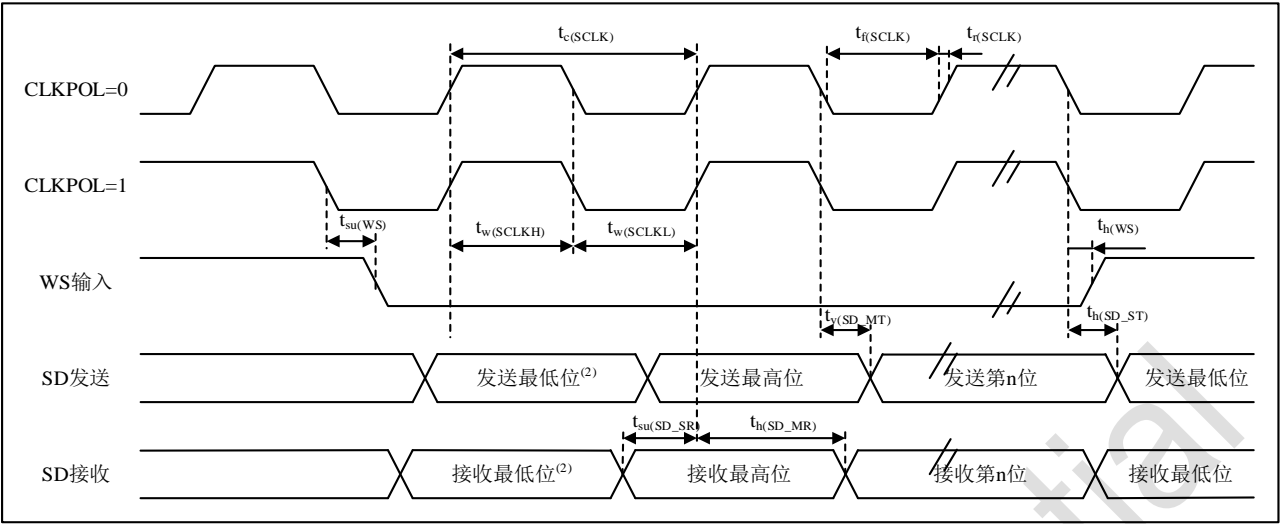 tc(SCLK) tf(SCLK) tr(SCLK)
CLKPOL=0
CLKPOL=1
tsu(WS) tw(SCLKH) tw(SCLKL) th(WS)
WS输入
tv(SD_MT) th(SD_ST)
SD发送 发送最低位(2) 发送最高位 发送第n位 发送最低位
tsu(SD_SR) th(SD_MR)
SD接收 接收最低位(2) 接收最高位 接收第n位 接收最低位
tial